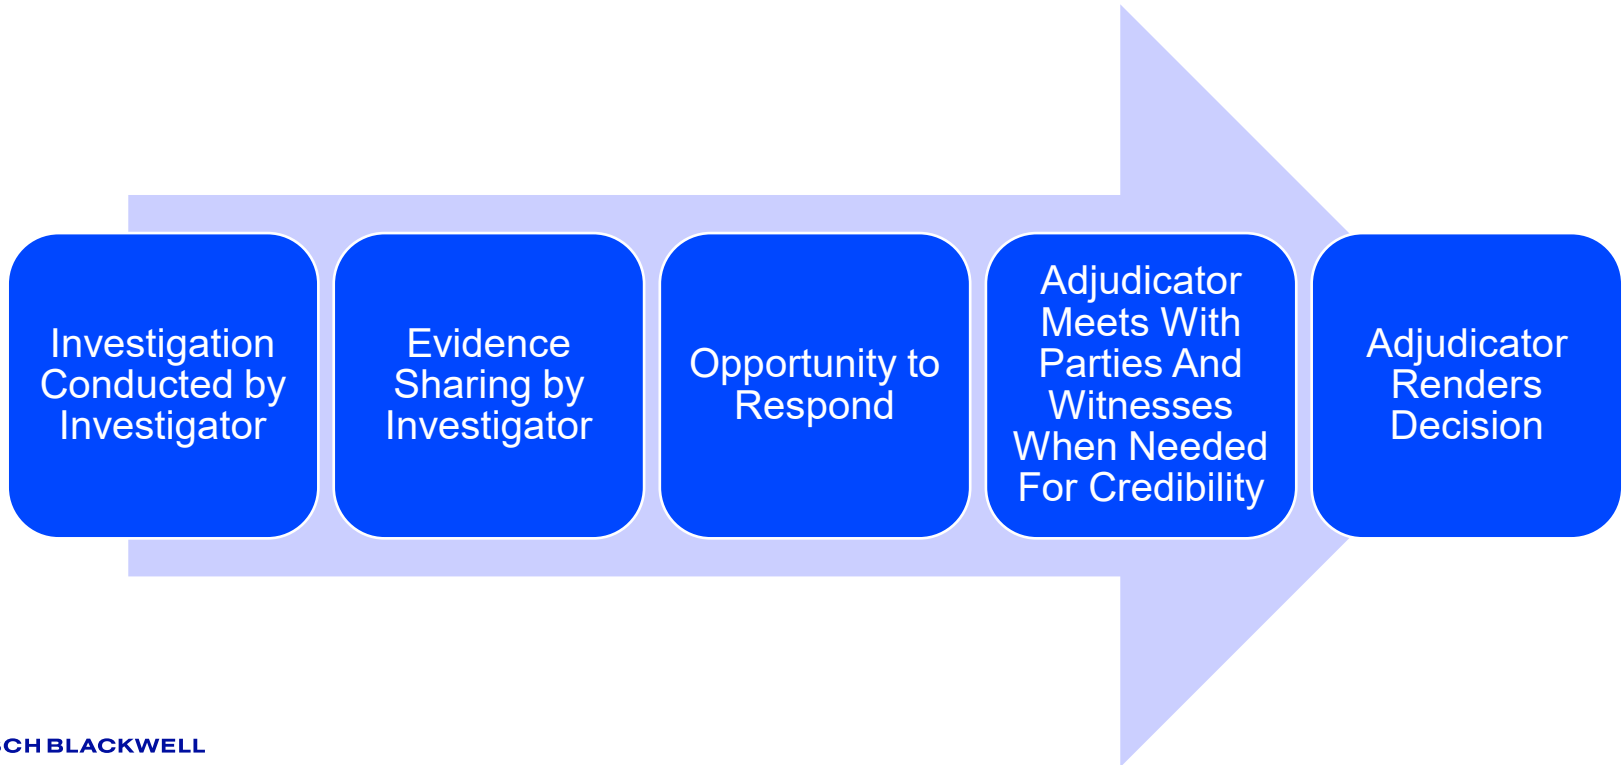 Investigation
Conducted by
Investigator
Evidence
Sharing by
Investigator
Opportunity to
Respond
Adjudicator
Meets With
Parties And
Witnesses
When Needed
For Credibility
Adjudicator
Renders
Decision
CH BLACKWELL